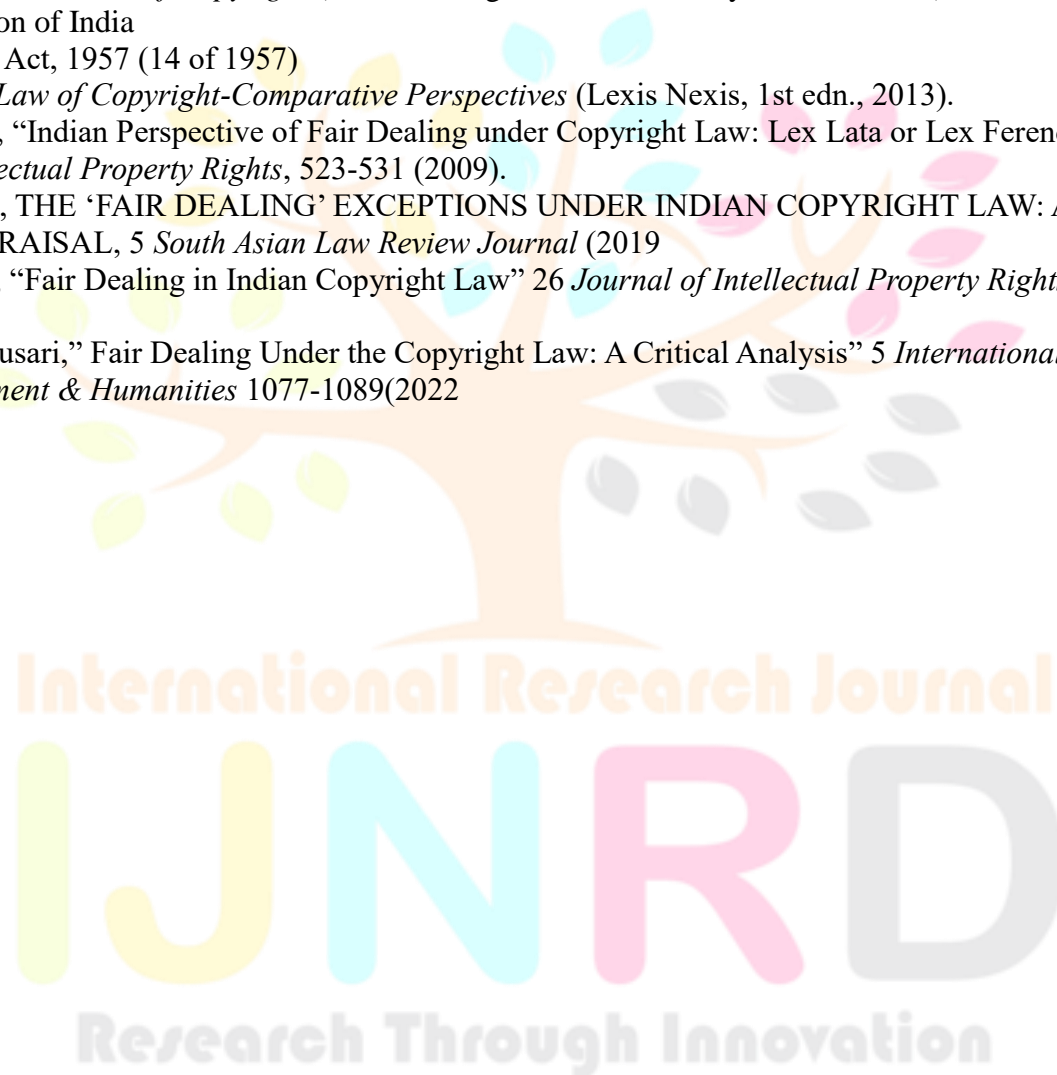 on of India
Act, 1957 (14 of 1957)
Law of Copyright-Comparative Perspectives (Lexis Nexis, 1st edn., 2013).
, “Indian Perspective of Fair Dealing under Copyright Law: Lex Lata or Lex Feren
ectual Property Rights, 523-531 (2009).
, THE ‘FAIR DEALING’ EXCEPTIONS UNDER INDIAN COPYRIGHT LAW: A
RAISAL, 5 South Asian Law Review Journal (2019
“Fair Dealing in Indian Copyright Law” 26 Journal of Intellectual Property Rights
usari,” Fair Dealing Under the Copyright Law: A Critical Analysis” 5 International
ment & Humanities 1077-1089(2022
International Research Journal
IJNRD
Research Through Innovation